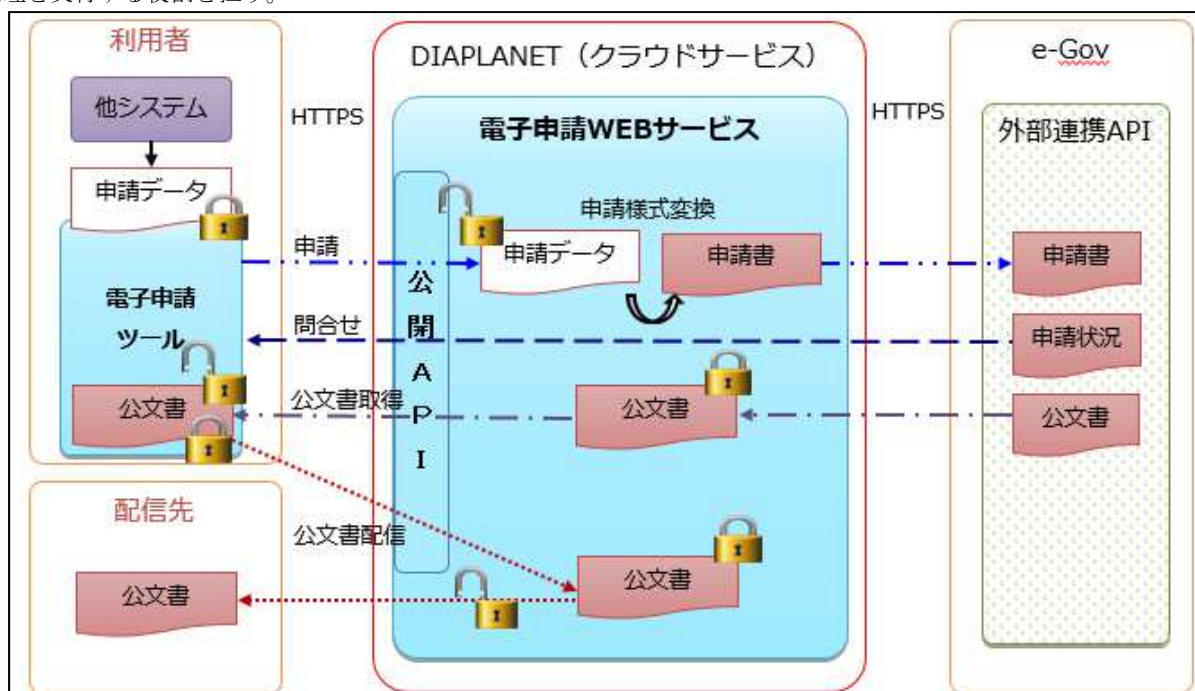 利用者
他システム
申請データ
電子申請
ツール
公文書
配信先
公文書
HTTPS
申請
問合せ
公文書取得
公文書配信
DIAPLANET（クラウドサービス）
電子申請WEBサービス
公
開
A
P
I
申請様式変換
申請データ
申請書
公文書
公文書
HTTPS
e-Gov
外部連携API
申請書
申請状況
公文書